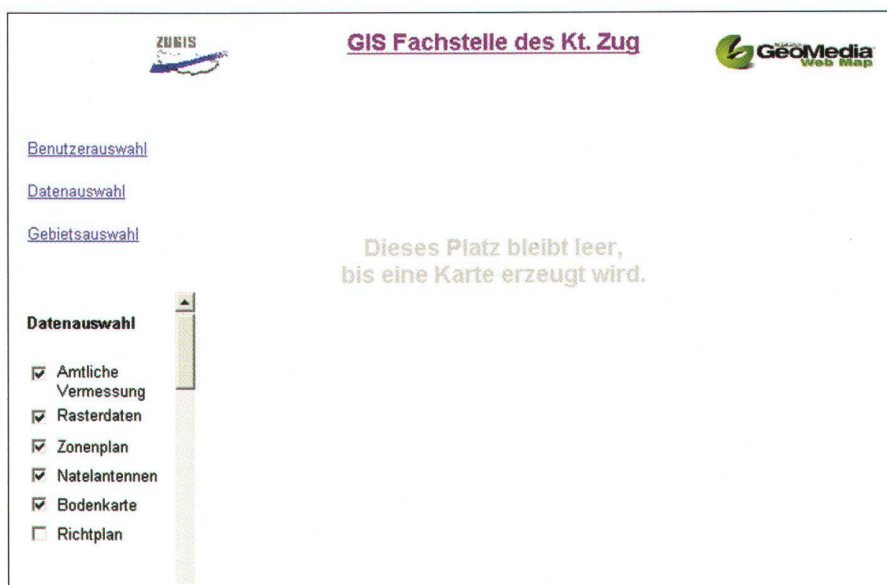 ZUGIS
GIS Fachstelle des Kt. Zug
GeoMedia
Web Map
Benutzerauswahl
Datenauswahl
Gebietsauswahl
Dieses Platz bleibt leer,
bis eine Karte erzeugt wird.
Datenauswahl
Amtliche
Vermessung
Rasterdaten
Zonenplan
Natelantennen
Bodenkarte
Richtplan